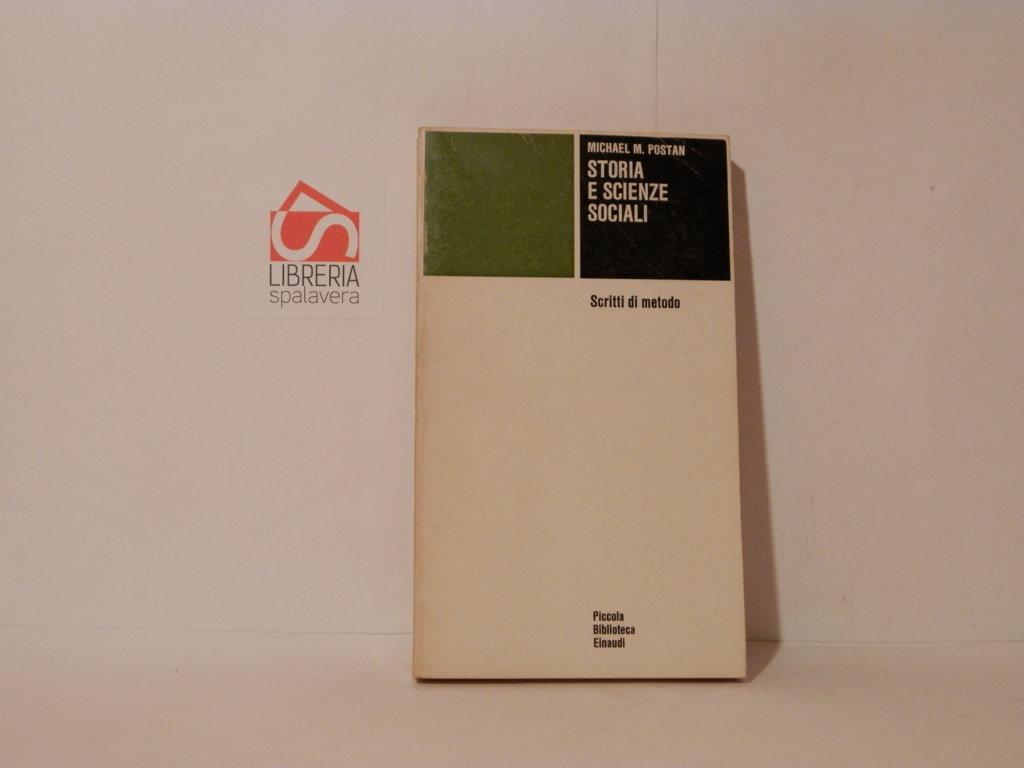 LIBRERIA
spalavera
MICHAEL M. POSTAN
STORIA
E SCIENZE
SOCIALI
Scritti di metodo
Piccola
Biblioteca
Einaudi